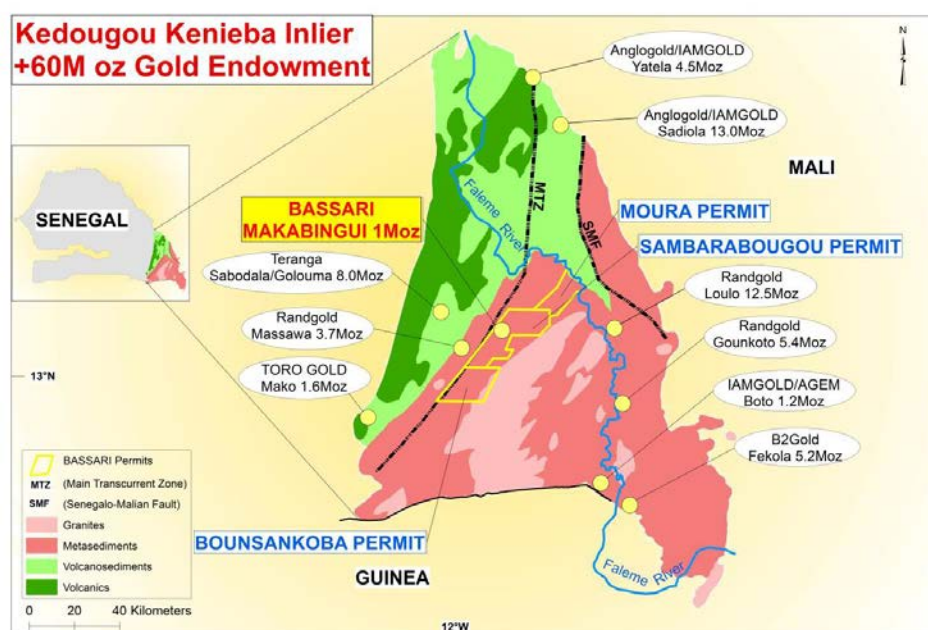 Kedougou Kenieba Inlier
+60M oz Gold Endowment
Anglogold/IAMGOLD
Yatela 4.5Moz
N
Anglogold/IAMGOLD
Sadiola 13.0Moz
MALI
SENEGAL
MTZ
Faleme River
SMF
BASSARI
MAKABINGUI 1Moz
MOURA PERMIT
SAMBARABOUGOU PERMIT
Teranga
Sabodala/Golouma 8.0Moz
Randgold
Loulo 12.5Moz
Randgold
Massawa 3.7Moz
Randgold
Gounkoto 5.4Moz
13°N
TORO GOLD
Mako 1.6Moz
IAMGOLD/AGEM
Boto 1.2Moz
B2Gold
Fekola 5.2Moz
BASSARI Permits
MTZ (Main Transcurrent Zone)
SMF (Senegalo-Malian Fault)
Granites
Metasediments
Volcanosediments
Volcanics
0 20 40 Kilometers
BOUNSANKOBA PERMIT
GUINEA
Faleme River
12°W